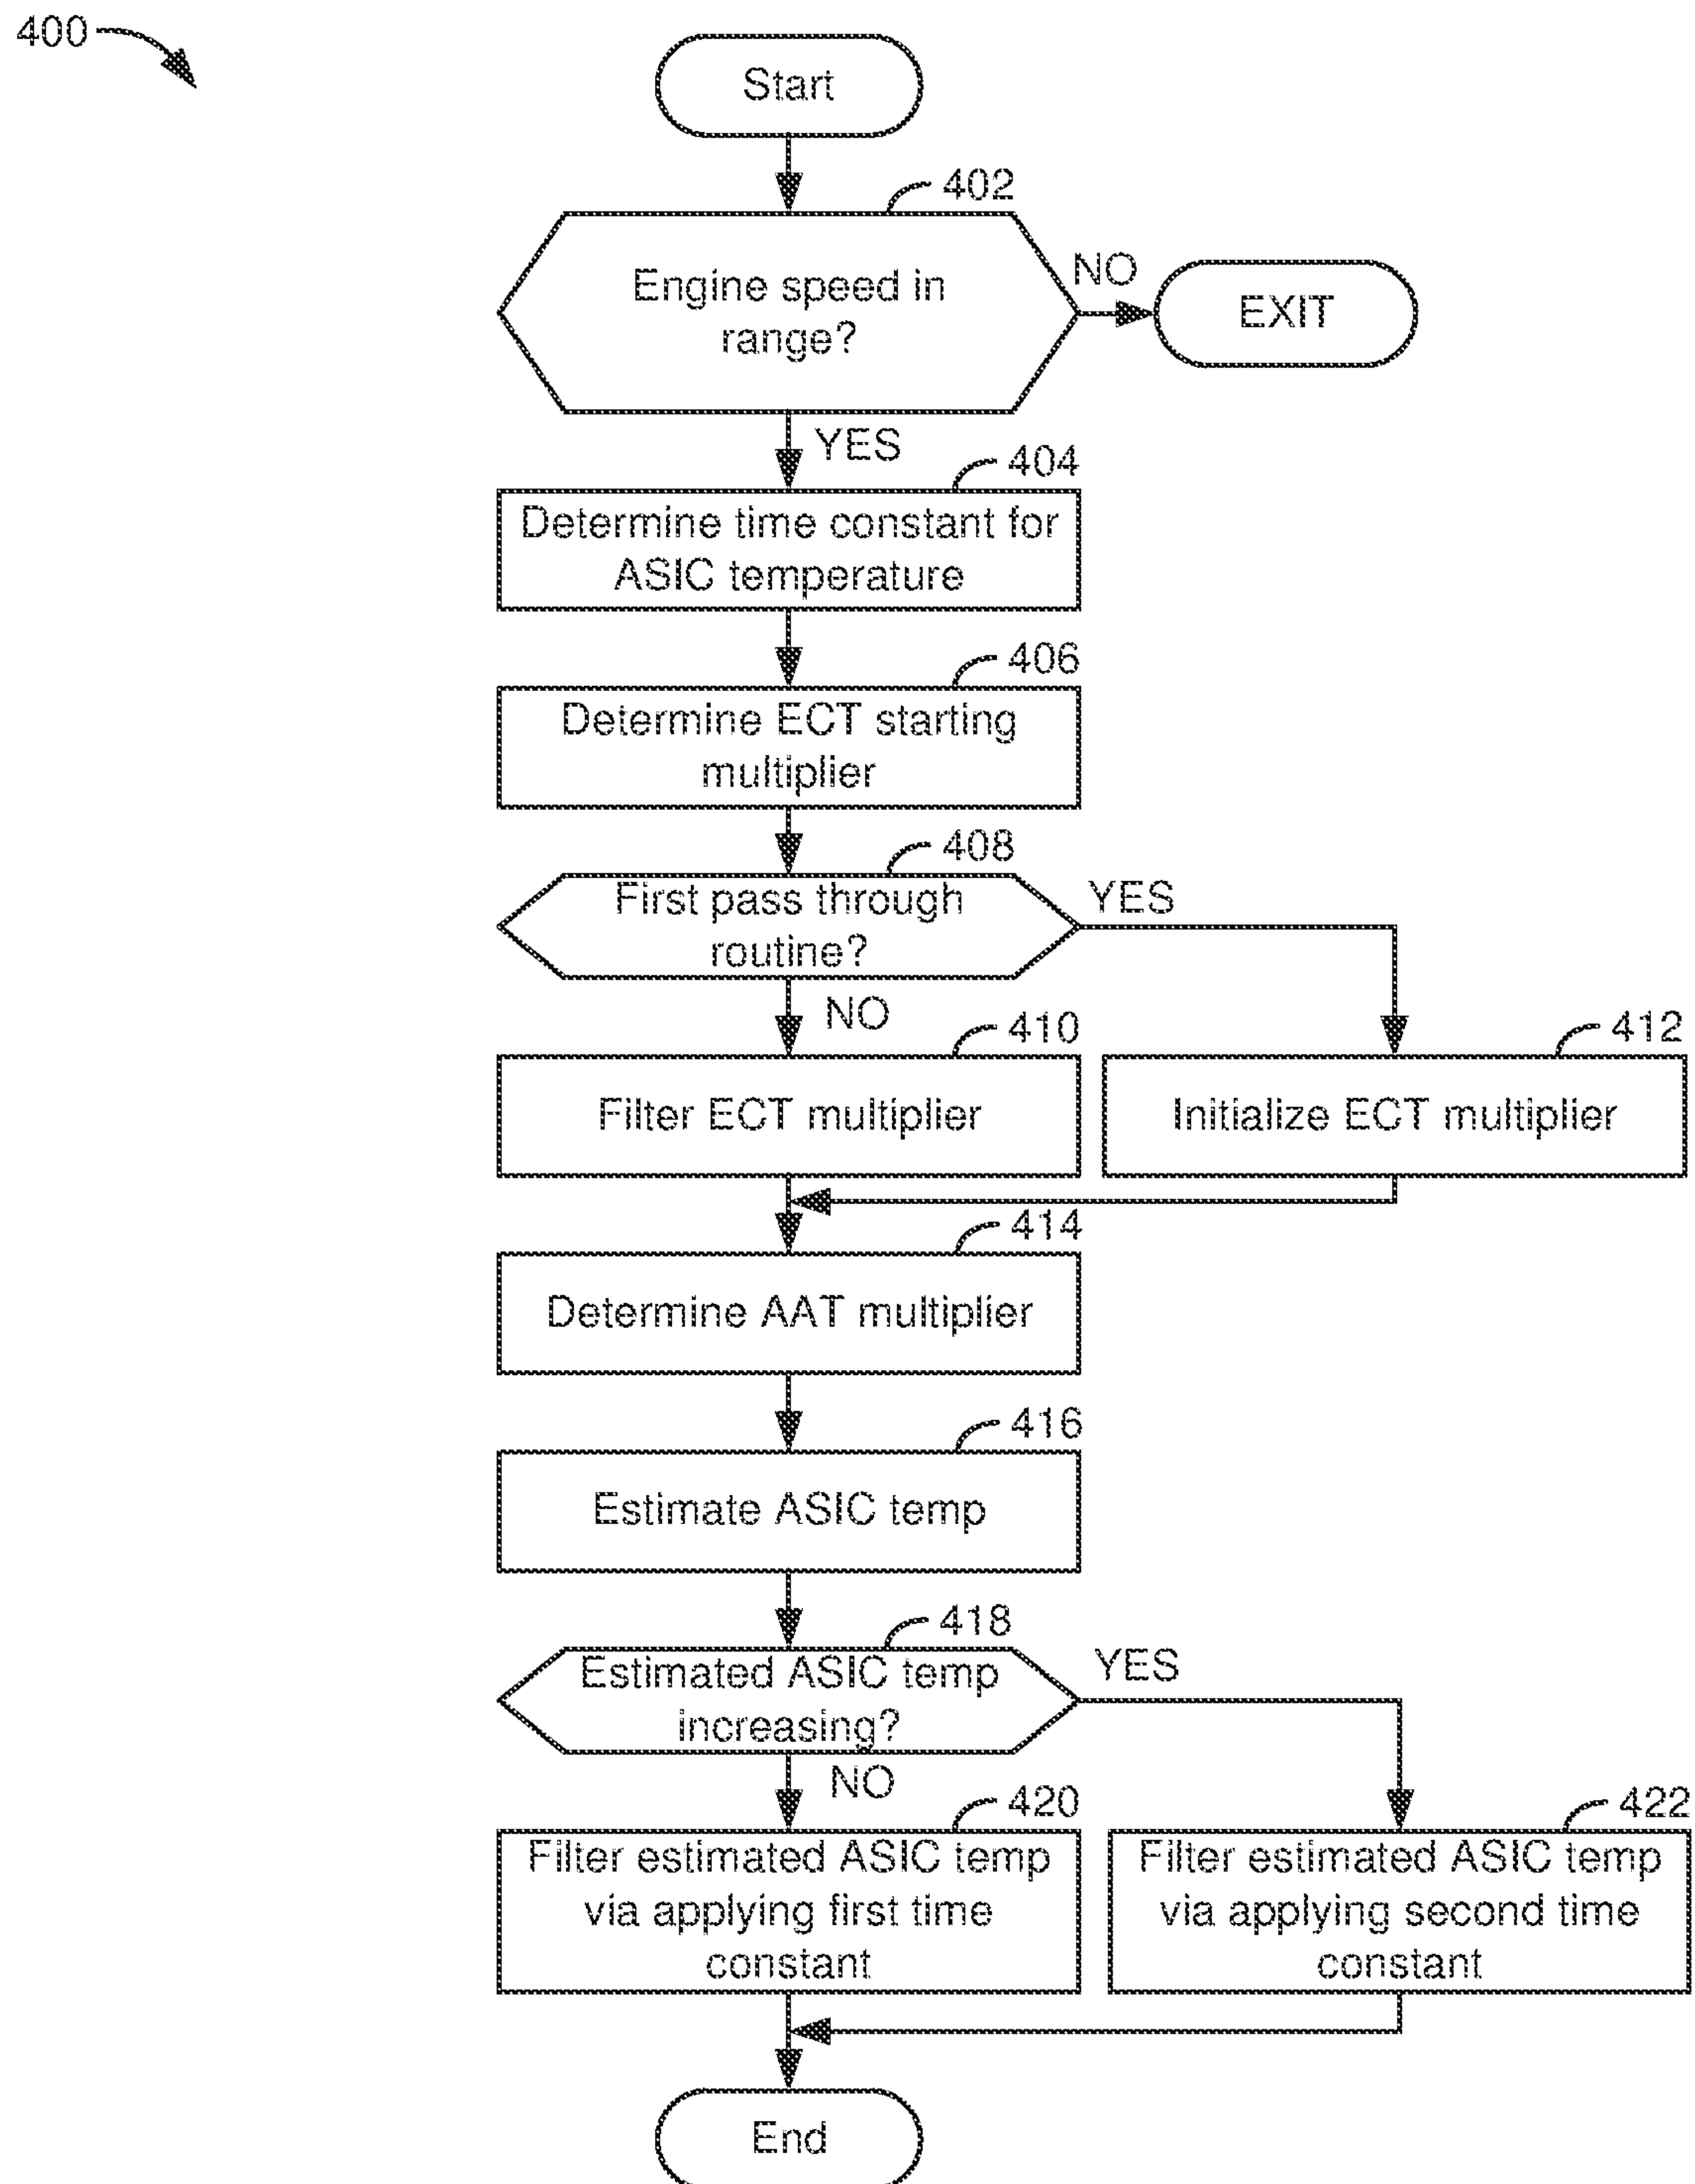 400
Start
402
Engine speed in
range?
NO
EXIT
YES
404
Determine time constant for
ASIC temperature
406
Determine ECT starting
multiplier
408
First pass through
routine?
YES
NO
410
Filter ECT multiplier
412
Initialize ECT multiplier
414
Determine AAT multiplier
416
Estimate ASIC temp
418
Estimated ASIC temp
increasing?
YES
NO
420
Filter estimated ASIC temp
via applying first time
constant
422
Filter estimated ASIC temp
via applying second time
constant
End